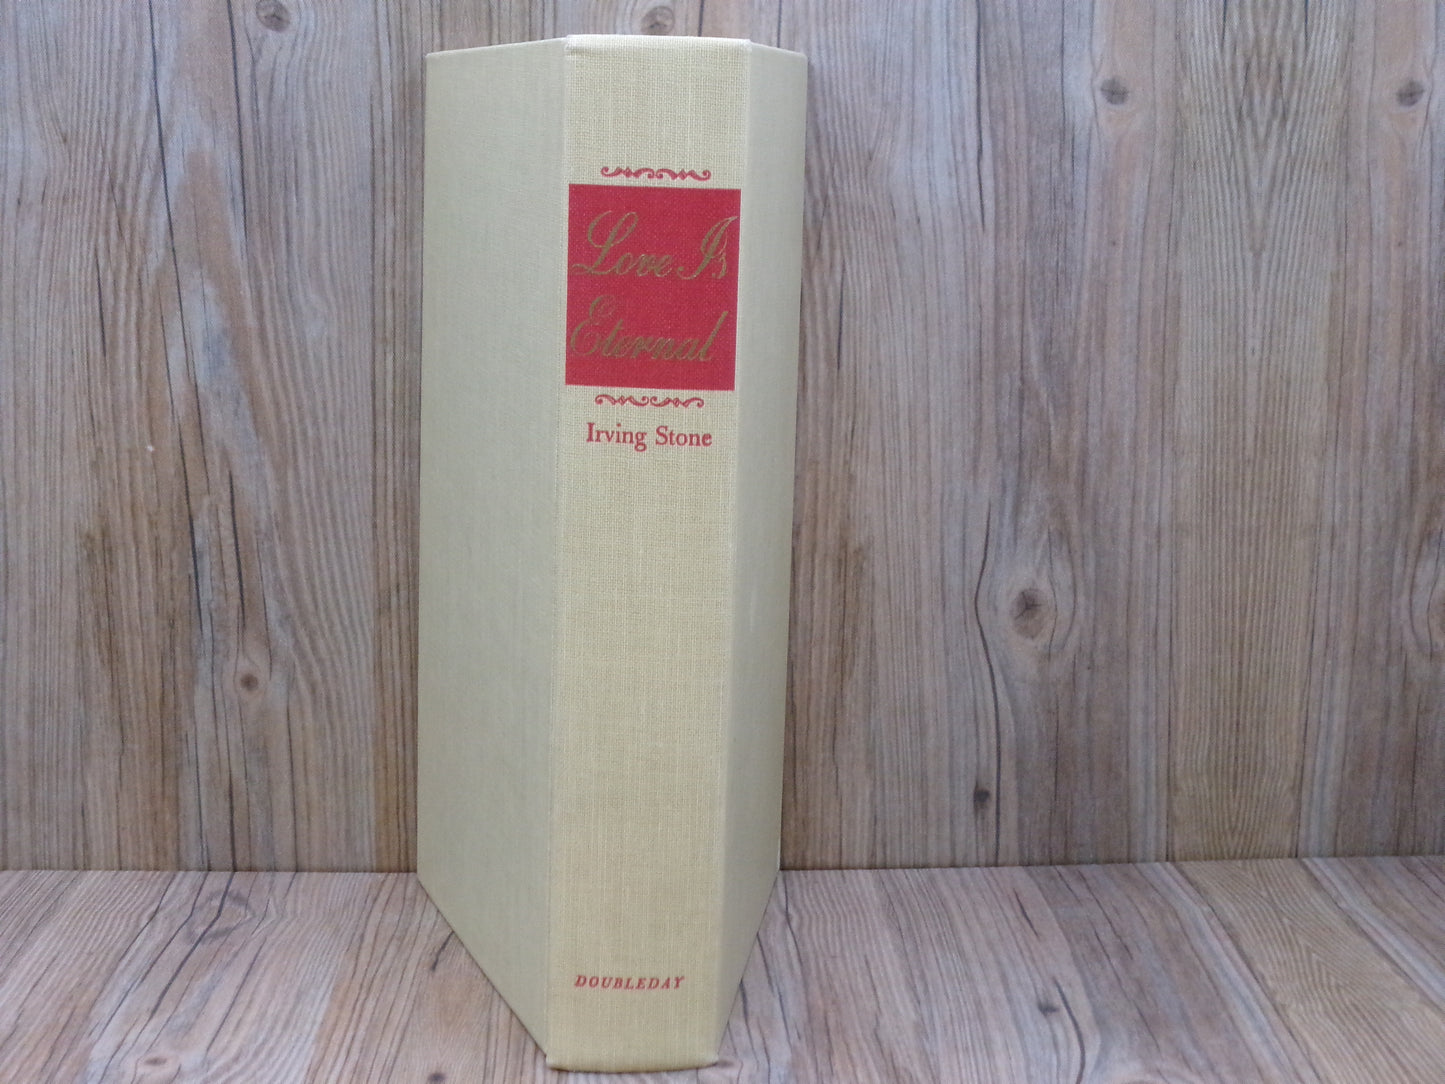 Love Is
Eternal
Irving Stone
DOUBLEDAY